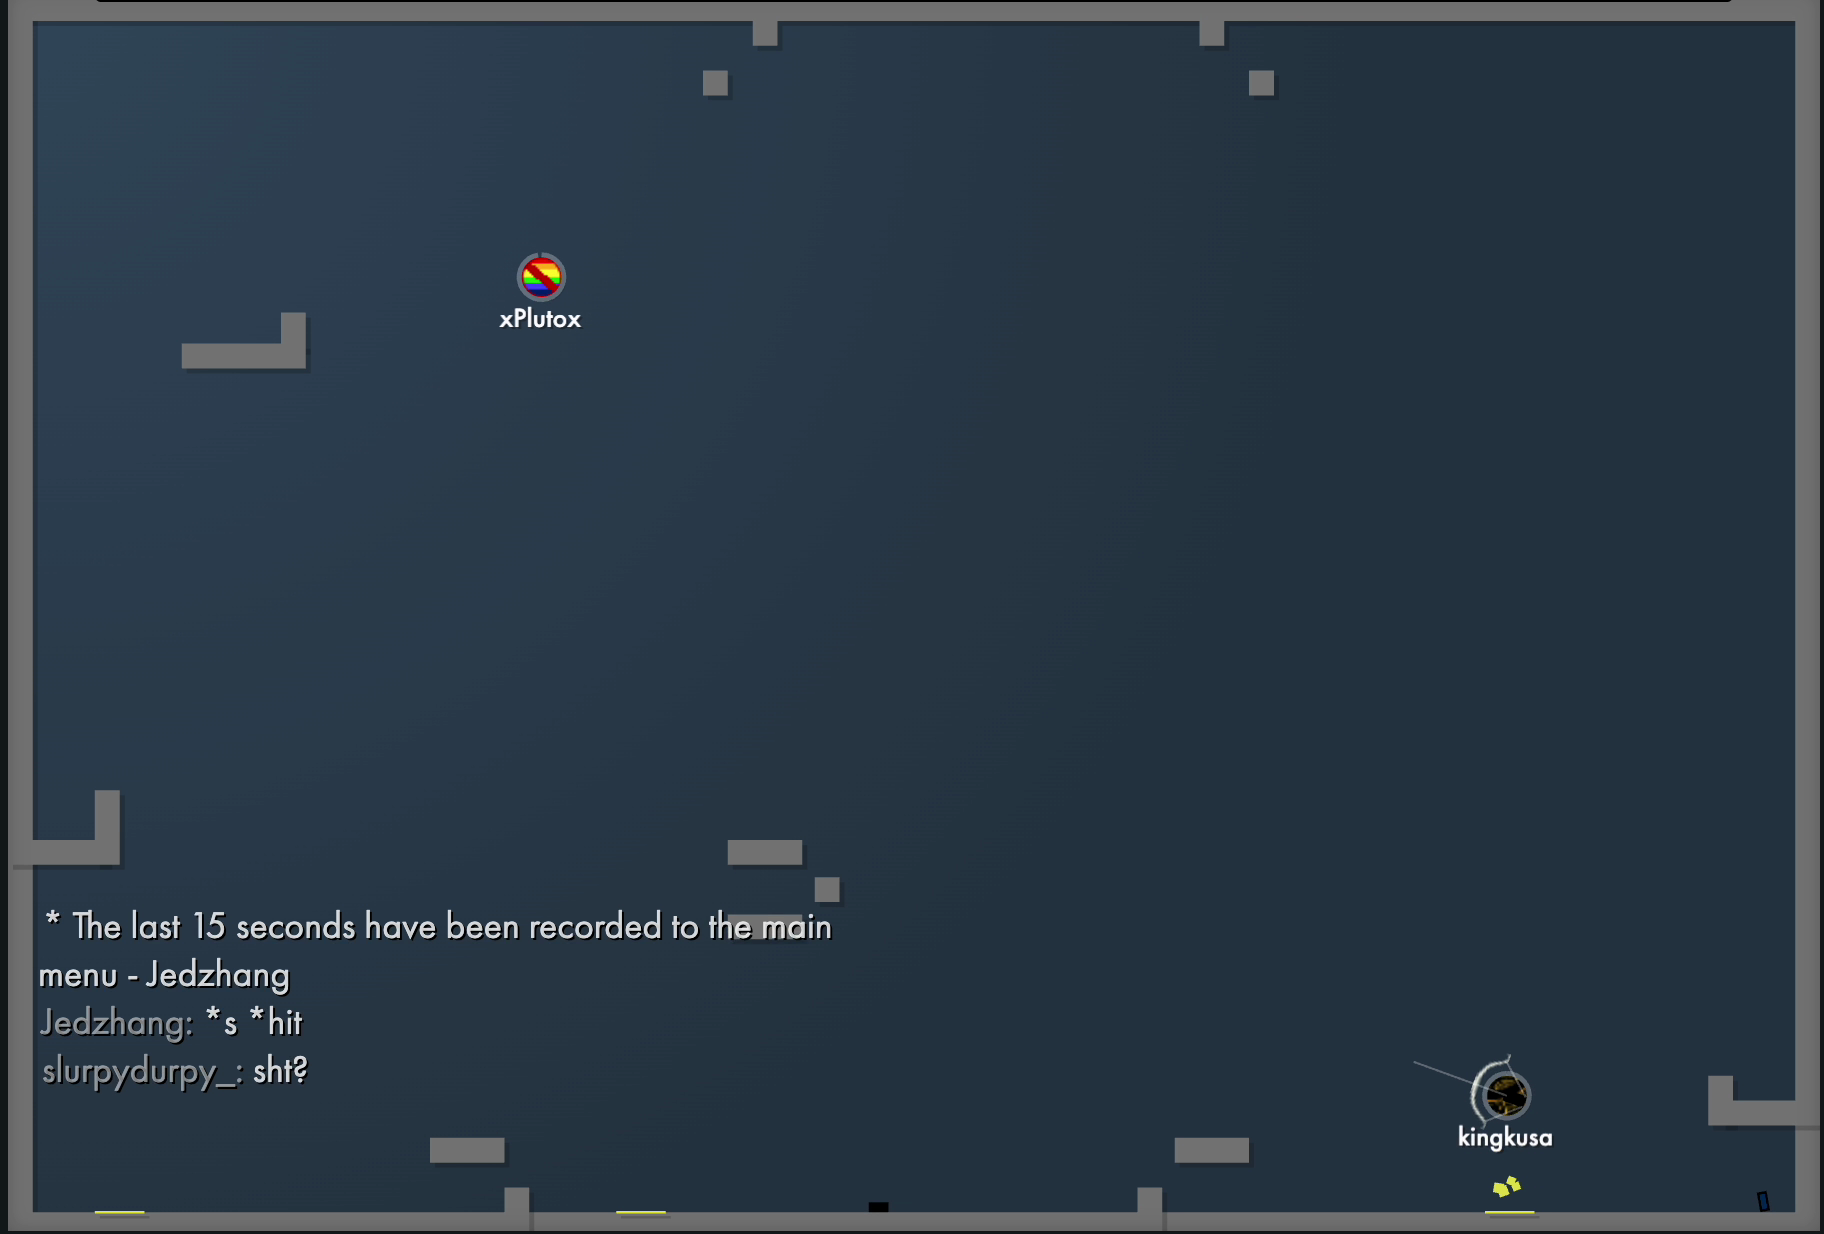 xPlutox
* The last 15 seconds have been recorded to the main
menu - Jedzhang
Jedzhang: *s *hit
slurpydurpy_: sht?
kingkusa